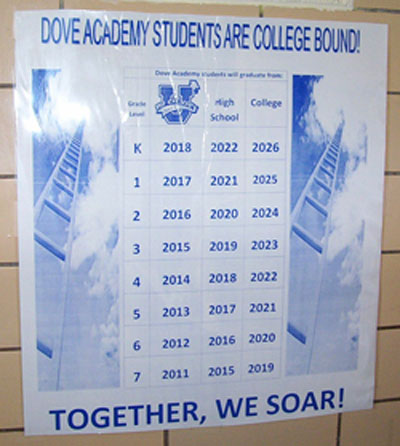 DOVE ACADEMY STUDENTS ARE COLLEGE BOUND!
Dove Academy students will graduate from:
Grade Level: High School College
K 2018 2022 2026
1 2017 2021 2025
2 2016 2020 2024
3 2015 2019 2023
4 2014 2018 2022
5 2013 2017 2021
6 2012 2016 2020
7 2011 2015 2019
TOGETHER, WE SOAR!